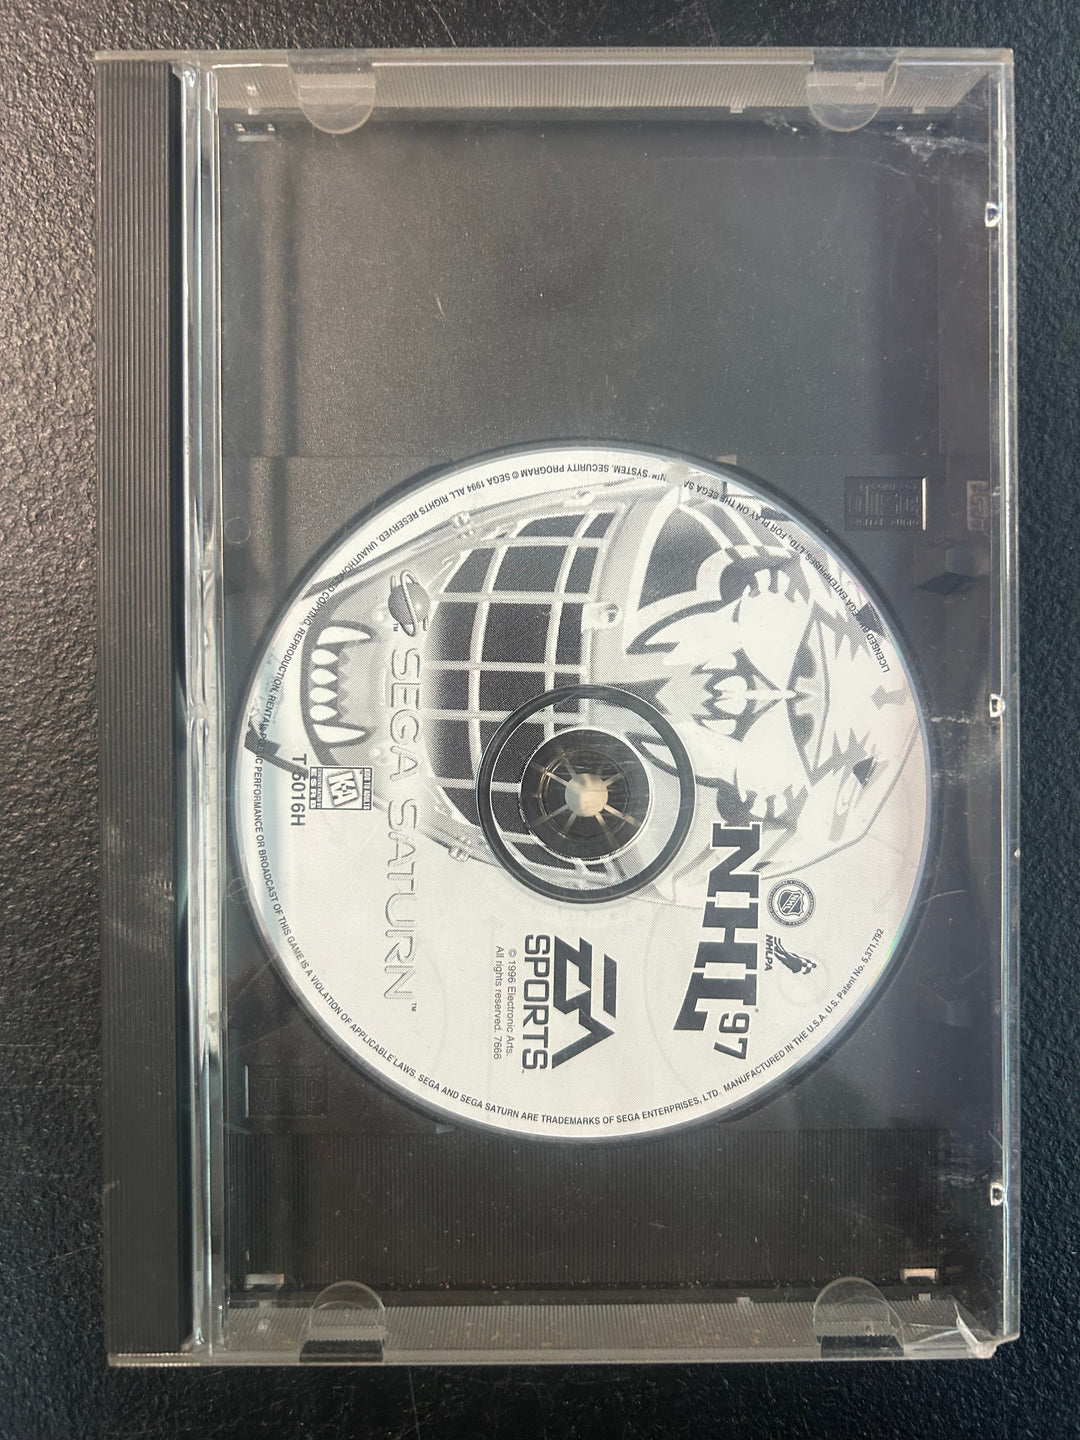 NHL 97
NHLPA
EA
SPORTS
© 1996 Electronic Arts.
All rights reserved. 7666
SEGA SATURN™
K-A
T-5016H
LICENSED BY SEGA ENTERPRISES, LTD., FOR PLAY ON THE SEGA SATURN™ SYSTEM. SECURITY PROGRAM © SEGA 1994 ALL RIGHTS RESERVED. UNAUTHORIZED COPYING, REPRODUCTION, RENTAL, PUBLIC PERFORMANCE OR BROADCAST OF THIS GAME IS A VIOLATION OF APPLICABLE LAWS. SEGA AND SEGA SATURN ARE TRADEMARKS OF SEGA ENTERPRISES, LTD. MANUFACTURED IN THE U.S.A. U.S. Patent No. 5,371,792